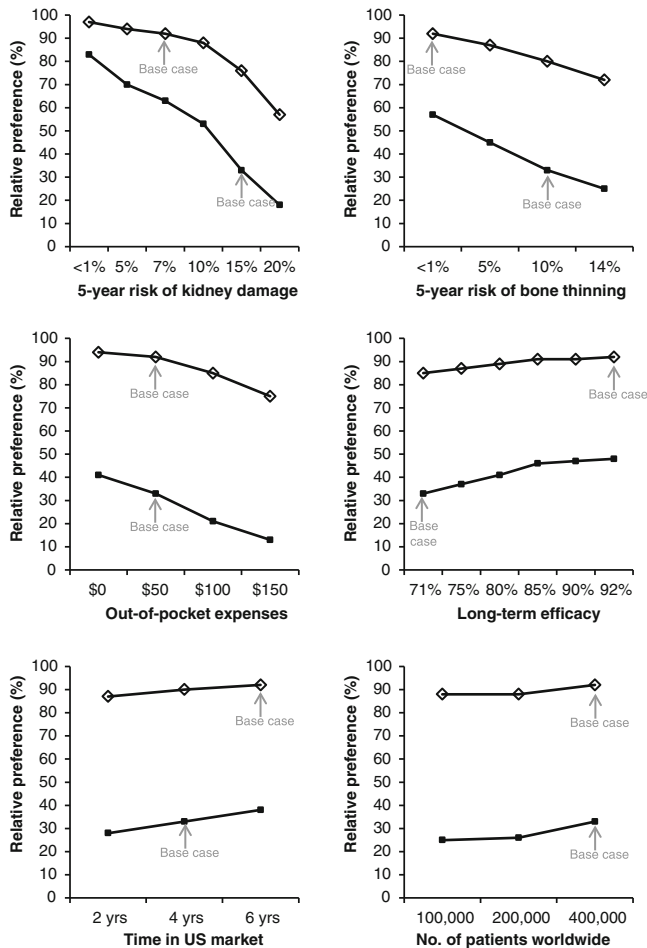 Relative preference (%)
100
90
80
70
60
50
40
30
20
10
0
Base case
Base case
<1% 5% 7% 10% 15% 20%
5-year risk of kidney damage
Relative preference (%)
100
90
80
70
60
50
40
30
20
10
0
Base case
Base case
<1% 5% 10% 14%
5-year risk of bone thinning
Relative preference (%)
100
90
80
70
60
50
40
30
20
10
0
Base case
Base case
$0 $50 $100 $150
Out-of-pocket expenses
Relative preference (%)
100
90
80
70
60
50
40
30
20
10
0
Base case
Base
case
71% 75% 80% 85% 90% 92%
Long-term efficacy
Relative preference (%)
100
90
80
70
60
50
40
30
20
10
0
Base case
Base case
2 yrs 4 yrs 6 yrs
Time in US market
Relative preference (%)
100
90
80
70
60
50
40
30
20
10
0
Base case
Base case
100,000 200,000 400,000
No. of patients worldwide